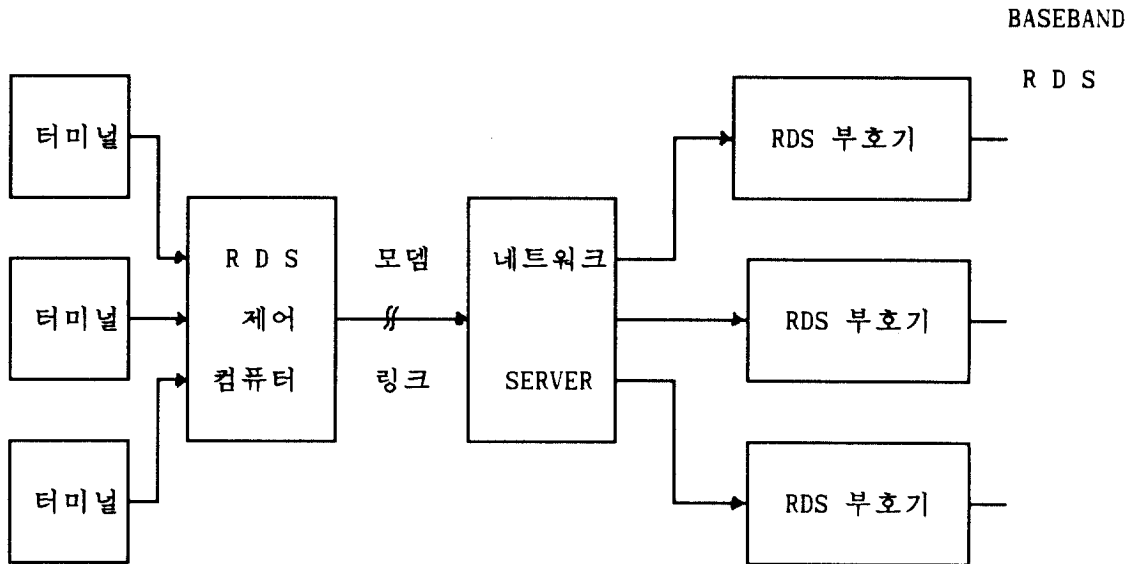 BASEBAND
R D S
터미널
터미널
터미널
R D S
제어
컴퓨터
모뎀
링크
네트워크
SERVER
RDS 부호기
RDS 부호기
RDS 부호기